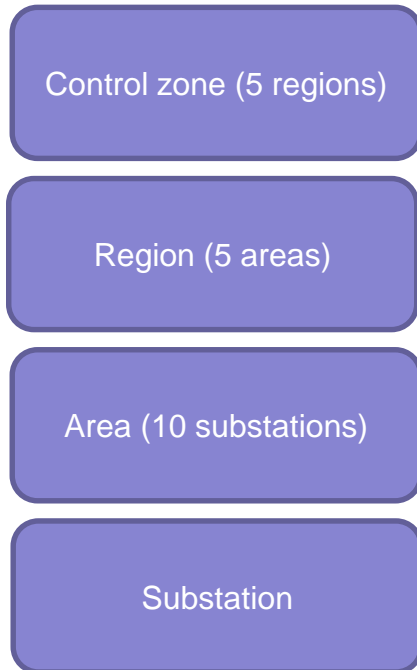 Control zone (5 regions)
Region (5 areas)
Area (10 substations)
Substation